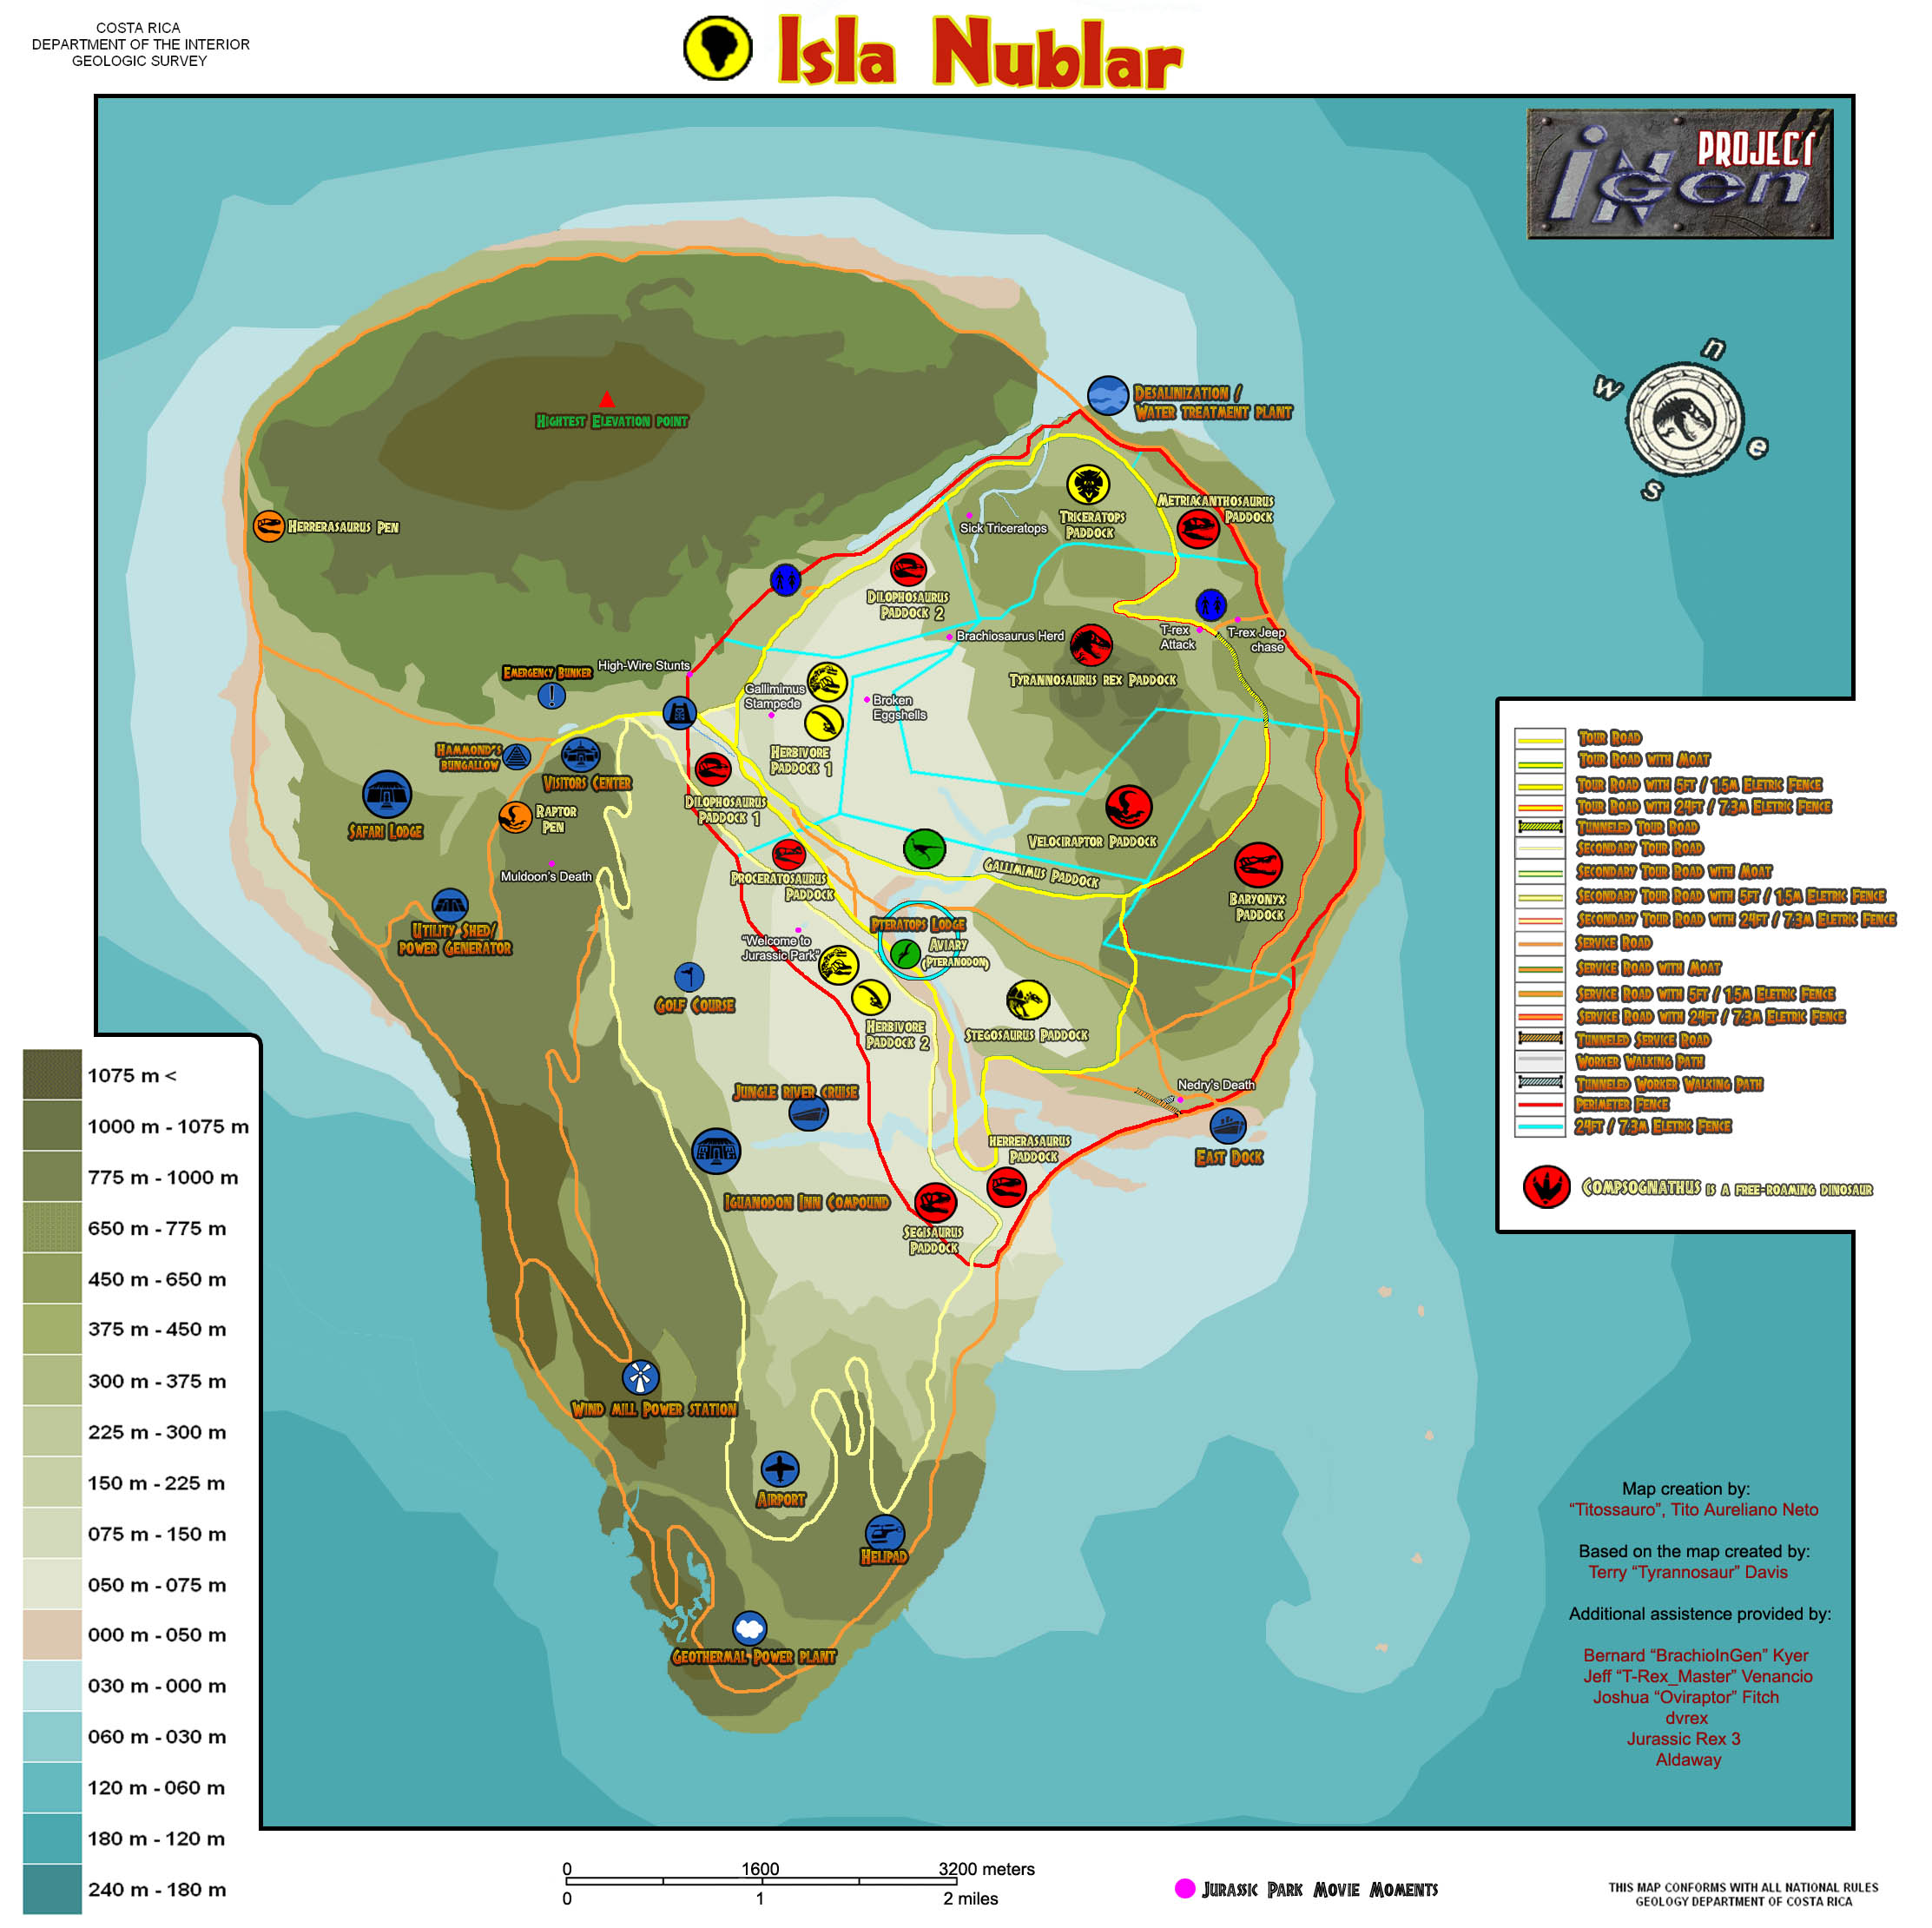 COSTA RICA
DEPARTMENT OF THE INTERIOR
GEOLOGIC SURVEY
Isla Nublar
PROJECT
inGen
n
w
e
s
Desalinization /
Water treatment plant
Hightest Elevation point
Triceratops
Paddock
Metriacanthosaurus
Paddock
Sick Triceratops
Herrerasaurus Pen
Dilophosaurus
Paddock 2
Brachiosaurus Herd
T-rex
Attack
T-rex Jeep
chase
Tyrannosaurus rex Paddock
Emergency Bunker
High-Wire Stunts
Gallimimus
Stampede
Broken
Eggshells
Herbivore
Paddock 1
Hammond's
bungallow
Visitors Center
Safari Lodge
Raptor
Pen
Dilophosaurus
Paddock 1
Velociraptor Paddock
Gallimimus Paddock
Muldoon's Death
Proceratosaurus
Paddock
Baryonyx
Paddock
Utility Shed/
Power Generator
Pteratops Lodge
Aviary
(Pteranodon)
"Welcome to
Jurassic Park"
Golf Course
Herbivore
Paddock 2
Stegosaurus Paddock
Jungle river cruise
Nedry's Death
East Dock
Herrerasaurus
Paddock
Iguanodon Inn Compound
Segisaurus
Paddock
Wind mill Power station
Airport
Helipad
Geothermal Power plant
Tour Road
Tour Road with Moat
Tour Road with 5ft / 1.5m Eletric Fence
Tour Road with 24ft / 7.3m Eletric Fence
Tunneled Tour Road
Secondary Tour Road
Secondary Tour Road with Moat
Secondary Tour Road with 5ft / 1.5m Eletric Fence
Secondary Tour Road with 24ft / 7.3m Eletric Fence
Service Road
Service Road with Moat
Service Road with 5ft / 1.5m Eletric Fence
Service Road with 24ft / 7.3m Eletric Fence
Tunneled Service Road
Worker Walking Path
Tunneled Worker Walking Path
Perimeter Fence
24ft / 7.3m Eletric Fence
Compsognathus is a free-roaming dinosaur
1075 m <
1000 m - 1075 m
775 m - 1000 m
650 m - 775 m
450 m - 650 m
375 m - 450 m
300 m - 375 m
225 m - 300 m
150 m - 225 m
075 m - 150 m
050 m - 075 m
000 m - 050 m
030 m - 000 m
060 m - 030 m
120 m - 060 m
180 m - 120 m
240 m - 180 m
Map creation by:
"Titossauro", Tito Aureliano Neto
Based on the map created by:
Terry "Tyrannosaur" Davis
Additional assistence provided by:
Bernard "BrachioInGen" Kyer
Jeff "T-Rex_Master" Venancio
Joshua "Oviraptor" Fitch
dvrex
Jurassic Rex 3
Aldaway
0 1600 3200 meters
0 1 2 miles
Jurassic Park Movie Moments
THIS MAP CONFORMS WITH ALL NATIONAL RULES
GEOLOGY DEPARTMENT OF COSTA RICA